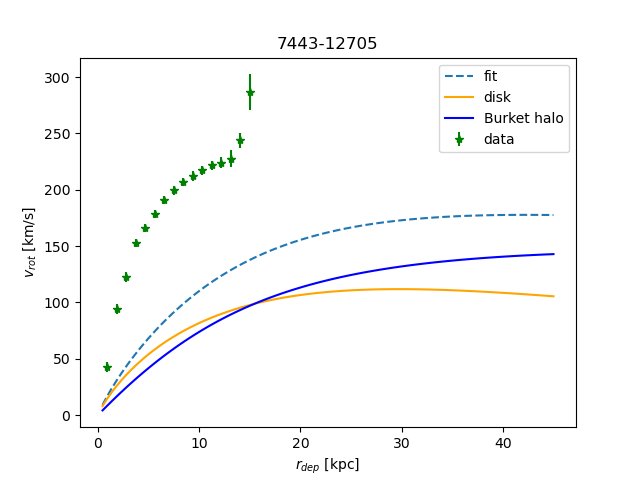 7443-12705
300
250
200
150
100
50
0
v_rot [km/s]
fit
disk
Burket halo
data
0 10 20 30 40
r_dep [kpc]